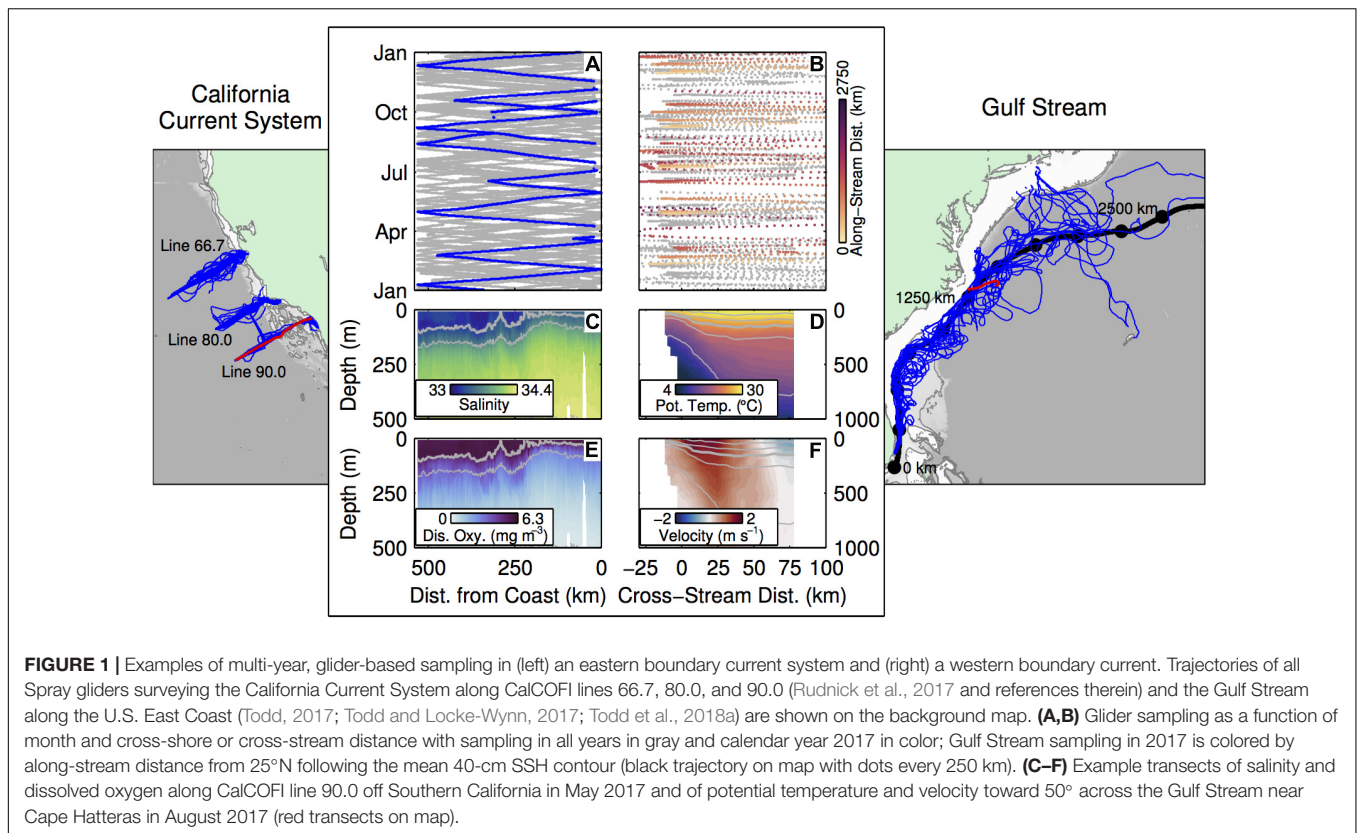 California
Current System
Line 66.7
Line 80.0
Line 90.0
Jan
Oct
Jul
Apr
Jan
A
B
0
2750
Along−Stream Dist. (km)
Gulf Stream
2500 km
1250 km
0 km
0
250
500
Depth (m)
C
33
34.4
Salinity
D
4
30
Pot. Temp. (°C)
0
500
1000
0
250
500
Depth (m)
E
0
6.3
Dis. Oxy. (mg m−3)
F
−2
2
Velocity (m s−1)
0
500
1000
500
250
0
Dist. from Coast (km)
−25
0
25
50
75
100
Cross−Stream Dist. (km)
FIGURE 1 | Examples of multi-year, glider-based sampling in (left) an eastern boundary current system and (right) a western boundary current. Trajectories of all
Spray gliders surveying the California Current System along CalCOFI lines 66.7, 80.0, and 90.0 (Rudnick et al., 2017 and references therein) and the Gulf Stream
along the U.S. East Coast (Todd, 2017; Todd and Locke-Wynn, 2017; Todd et al., 2018a) are shown on the background map. (A,B) Glider sampling as a function of
month and cross-shore or cross-stream distance with sampling in all years in gray and calendar year 2017 in color; Gulf Stream sampling in 2017 is colored by
along-stream distance from 25°N following the mean 40-cm SSH contour (black trajectory on map with dots every 250 km). (C–F) Example transects of salinity and
dissolved oxygen along CalCOFI line 90.0 off Southern California in May 2017 and of potential temperature and velocity toward 50° across the Gulf Stream near
Cape Hatteras in August 2017 (red transects on map).